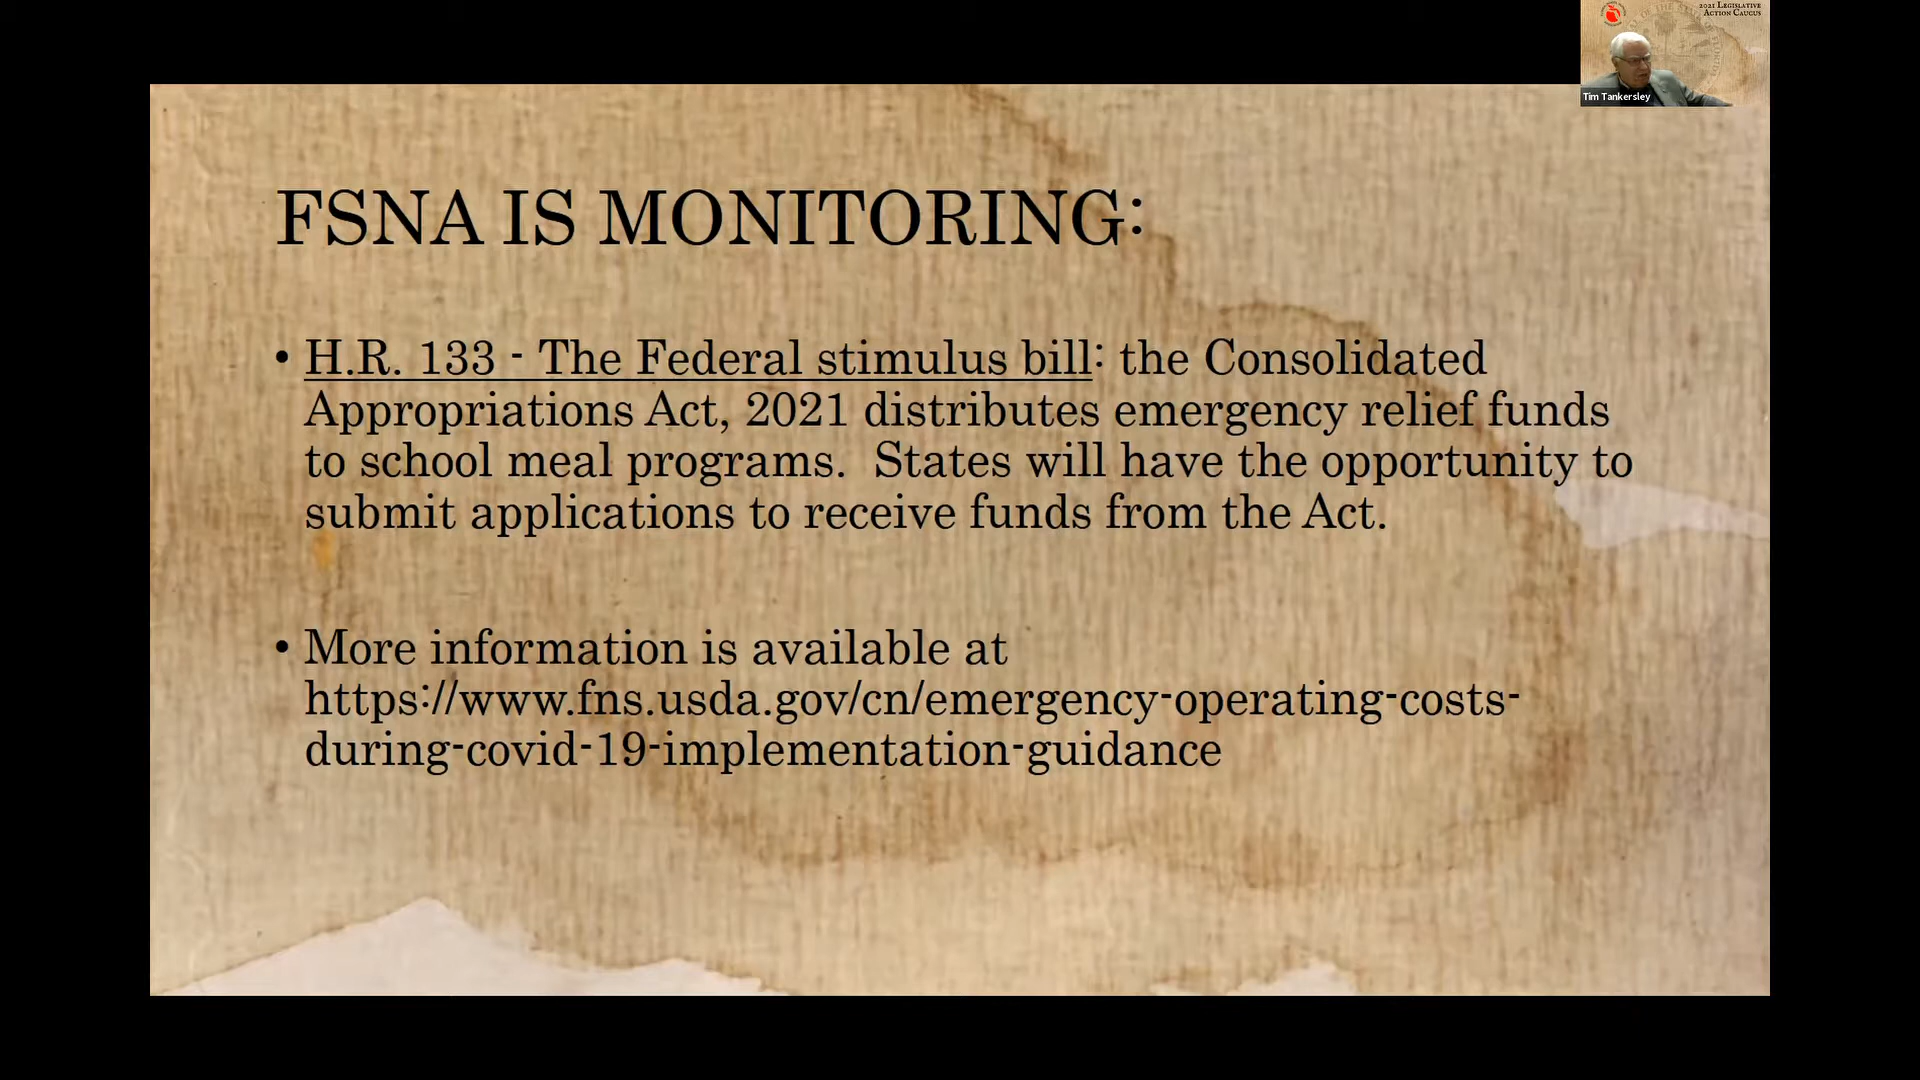 2021 Legislative
Action Caucus
Tim Tankersley
FSNA IS MONITORING:
• H.R. 133 - The Federal stimulus bill: the Consolidated
Appropriations Act, 2021 distributes emergency relief funds
to school meal programs.  States will have the opportunity to
submit applications to receive funds from the Act.
• More information is available at
https://www.fns.usda.gov/cn/emergency-operating-costs-
during-covid-19-implementation-guidance